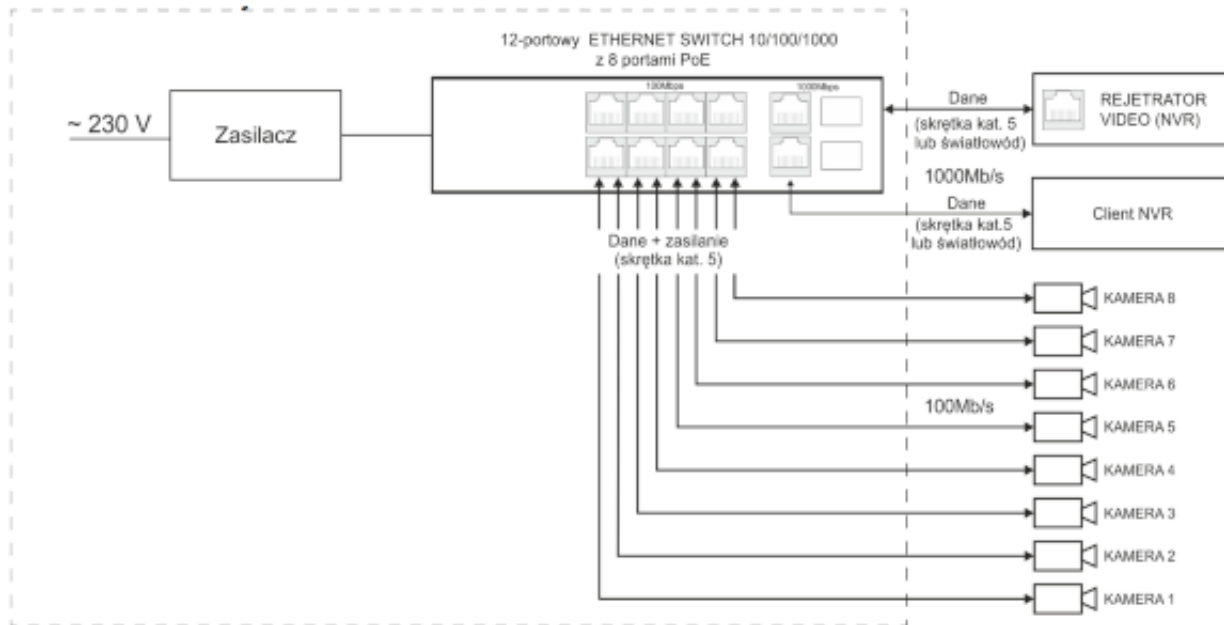 12-portowy ETHERNET SWITCH 10/100/1000
z 8 portami PoE
100Mbps
1000Mbps
~ 230 V
Zasilacz
Dane
(skrętka kat. 5
lub światłowód)
REJETRATOR
VIDEO (NVR)
1000Mb/s
Dane
(skrętka kat.5
lub światłowód)
Client NVR
Dane + zasilanie
(skrętka kat. 5)
KAMERA 8
KAMERA 7
KAMERA 6
100Mb/s
KAMERA 5
KAMERA 4
KAMERA 3
KAMERA 2
KAMERA 1